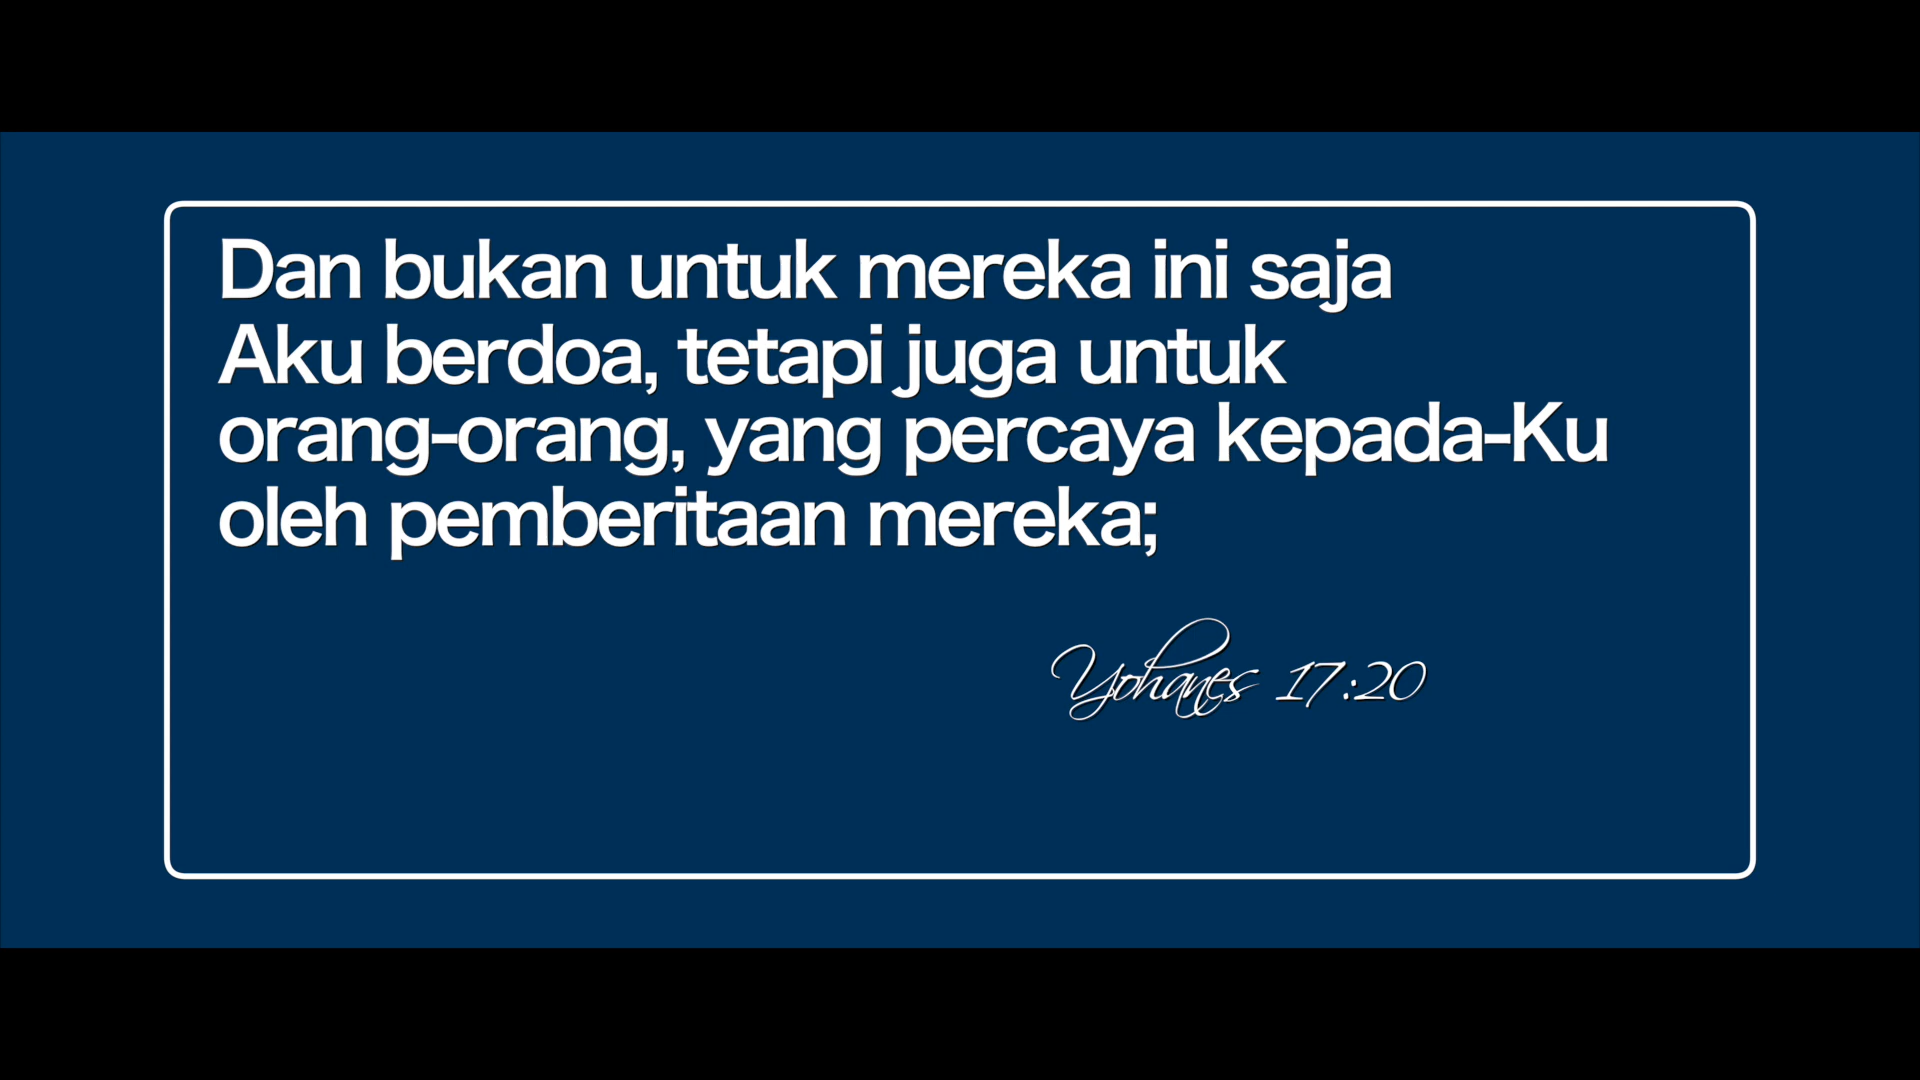 Dan bukan untuk mereka ini saja
Aku berdoa, tetapi juga untuk
orang-orang, yang percaya kepada-Ku
oleh pemberitaan mereka;
Yohanes 17:20